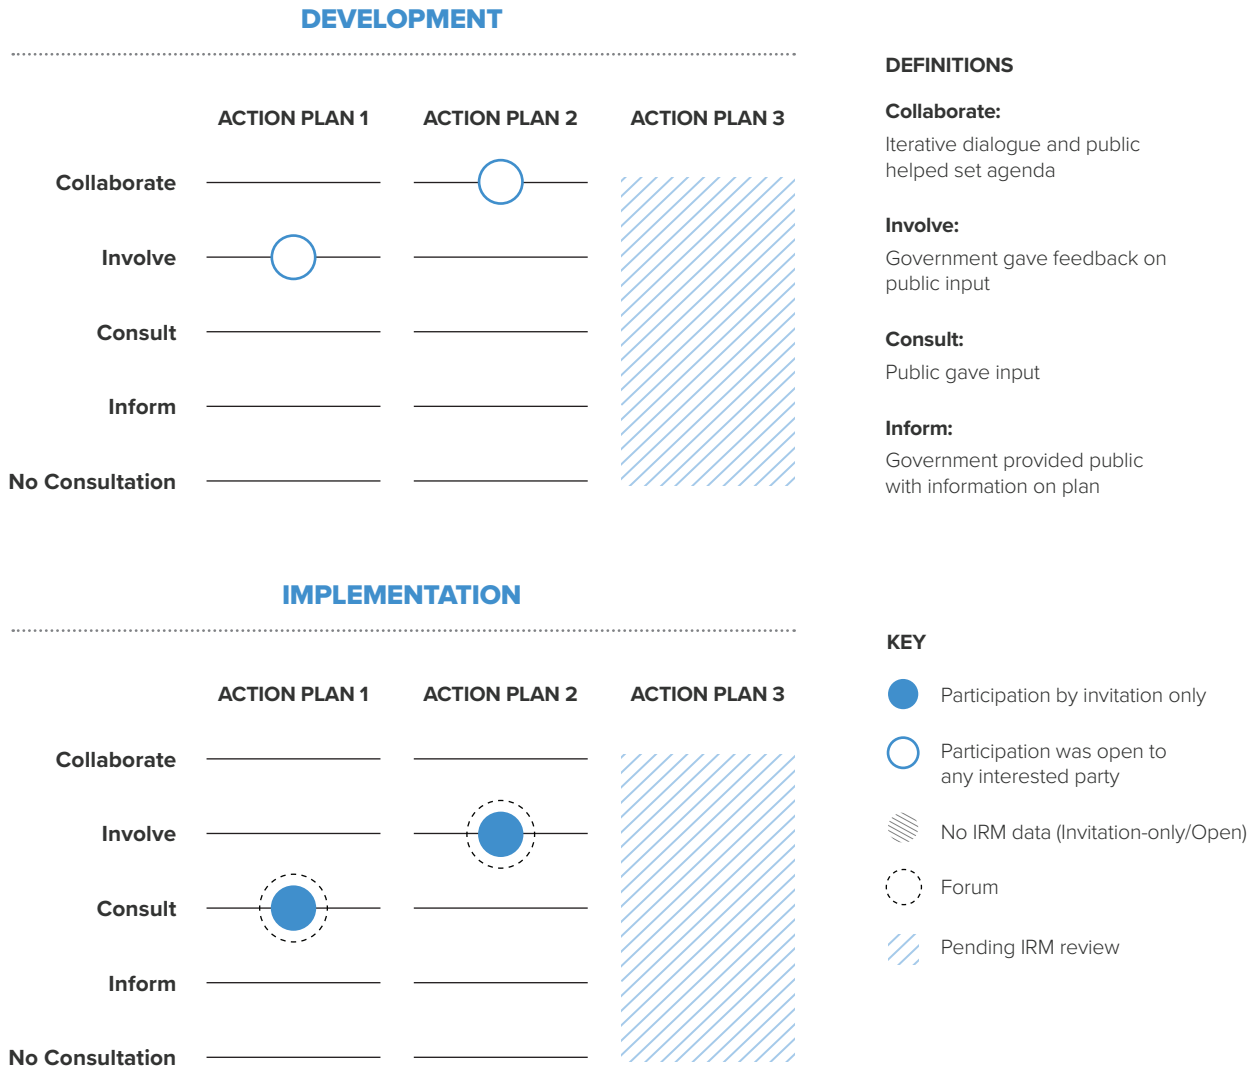 DEVELOPMENT
ACTION PLAN 1
ACTION PLAN 2
ACTION PLAN 3
Collaborate
Involve
Consult
Inform
No Consultation
DEFINITIONS
Collaborate:
Iterative dialogue and public
helped set agenda
Involve:
Government gave feedback on
public input
Consult:
Public gave input
Inform:
Government provided public
with information on plan
IMPLEMENTATION
ACTION PLAN 1
ACTION PLAN 2
ACTION PLAN 3
Collaborate
Involve
Consult
Inform
No Consultation
KEY
Participation by invitation only
Participation was open to
any interested party
No IRM data (Invitation-only/Open)
Forum
Pending IRM review